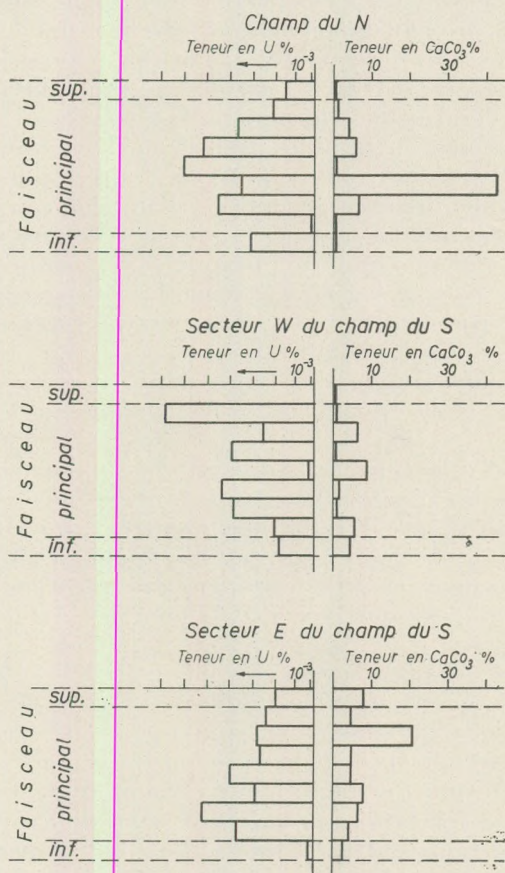 Champ du N
Teneur en U % Teneur en CaCo3 %
10-3 10 30
sup.
Faisceau
principal
inf.
Secteur W du champ du S
Teneur en U % Teneur en CaCo3 %
10-3 10 30
sup.
Faisceau
principal
inf.
Secteur E du champ du S
Teneur en U % Teneur en CaCo3 %
10-3 10 30
sup.
Faisceau
principal
inf.